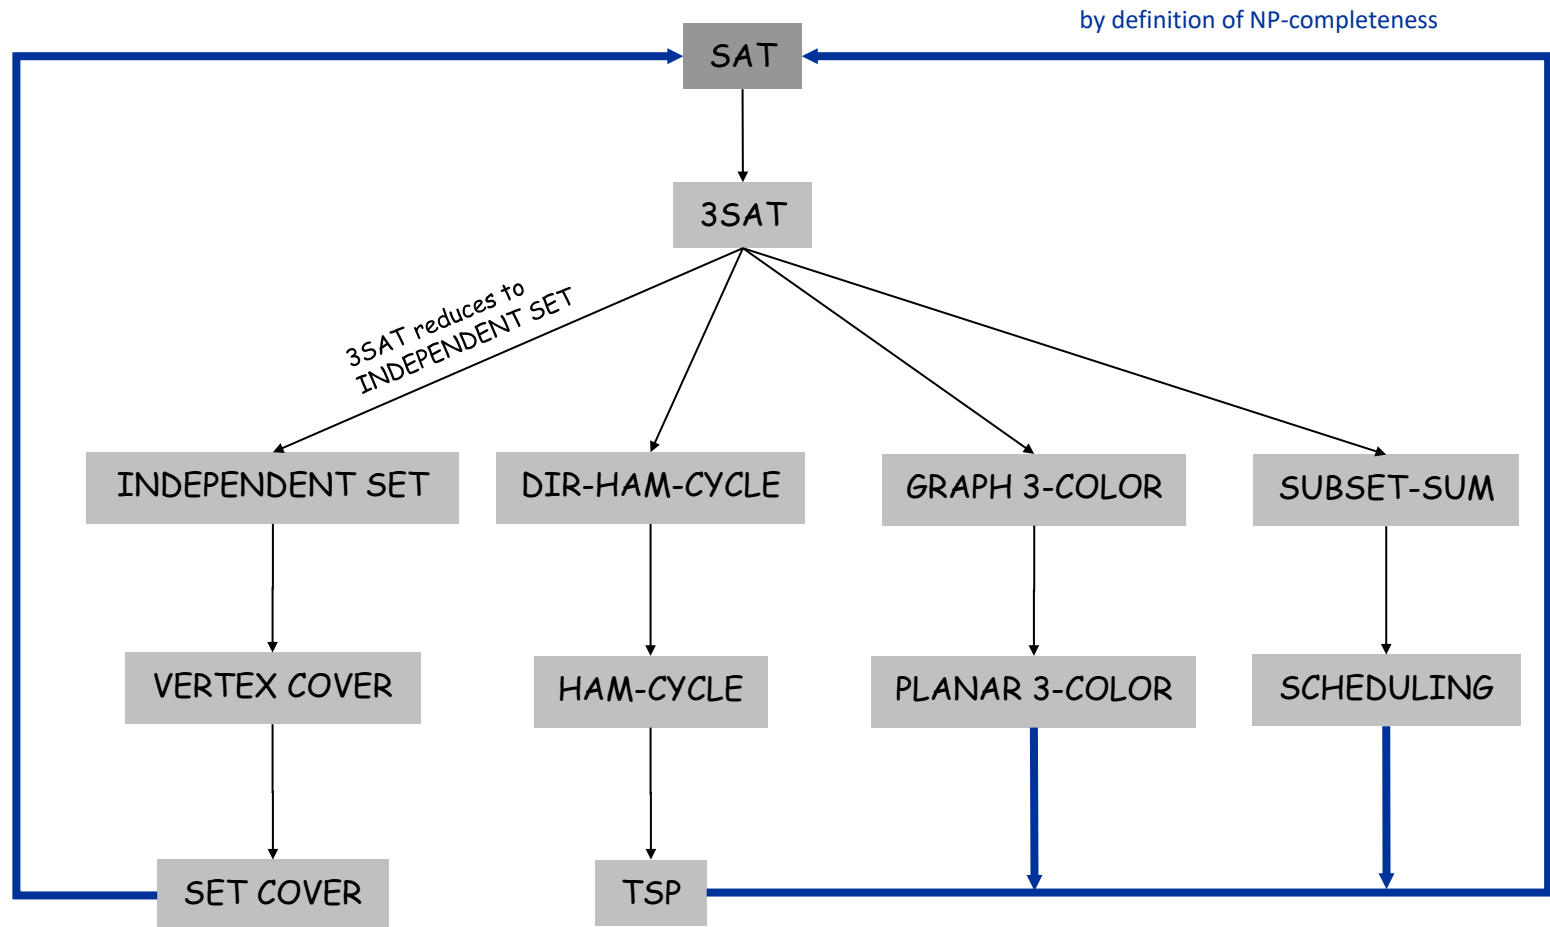 by definition of NP-completeness
SAT
3SAT
3SAT reduces to
INDEPENDENT SET
INDEPENDENT SET
DIR-HAM-CYCLE
GRAPH 3-COLOR
SUBSET-SUM
VERTEX COVER
HAM-CYCLE
PLANAR 3-COLOR
SCHEDULING
SET COVER
TSP